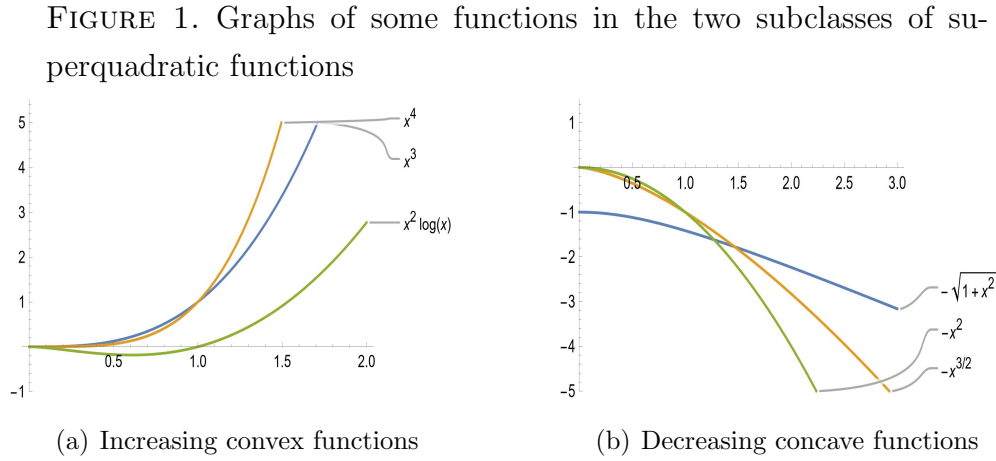 FIGURE 1. Graphs of some functions in the two subclasses of su-
perquadratic functions
5
4
3
2
1
-1
0.5
1.0
1.5
2.0
x^4
x^3
x^2 log(x)
1
-1
-2
-3
-4
-5
0.5
1.0
1.5
2.0
2.5
3.0
-√(1+x^2)
-x^2
-x^{3/2}
(a) Increasing convex functions
(b) Decreasing concave functions